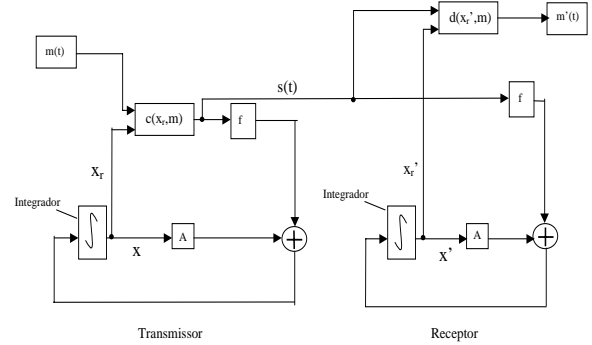 m(t)
c(xr,m)
f
s(t)
d(xr’,m)
m’(t)
f
xr
xr’
Integrador
∫
x
A
+
Integrador
∫
x’
A
+
Transmissor
Receptor